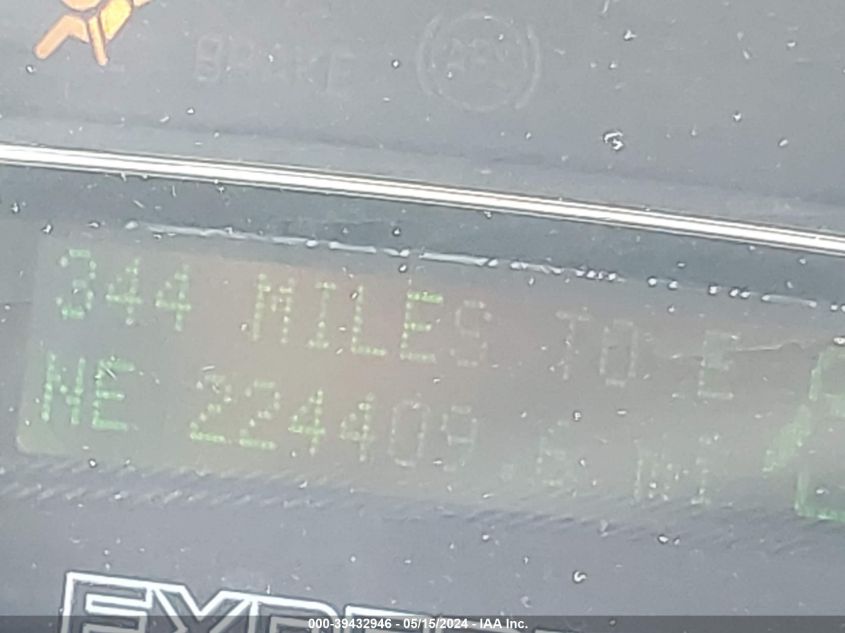 BRAKE
344 MILES TO E
NE 224409.6 MI
000-39432946 - 05/15/2024 - IAA Inc.